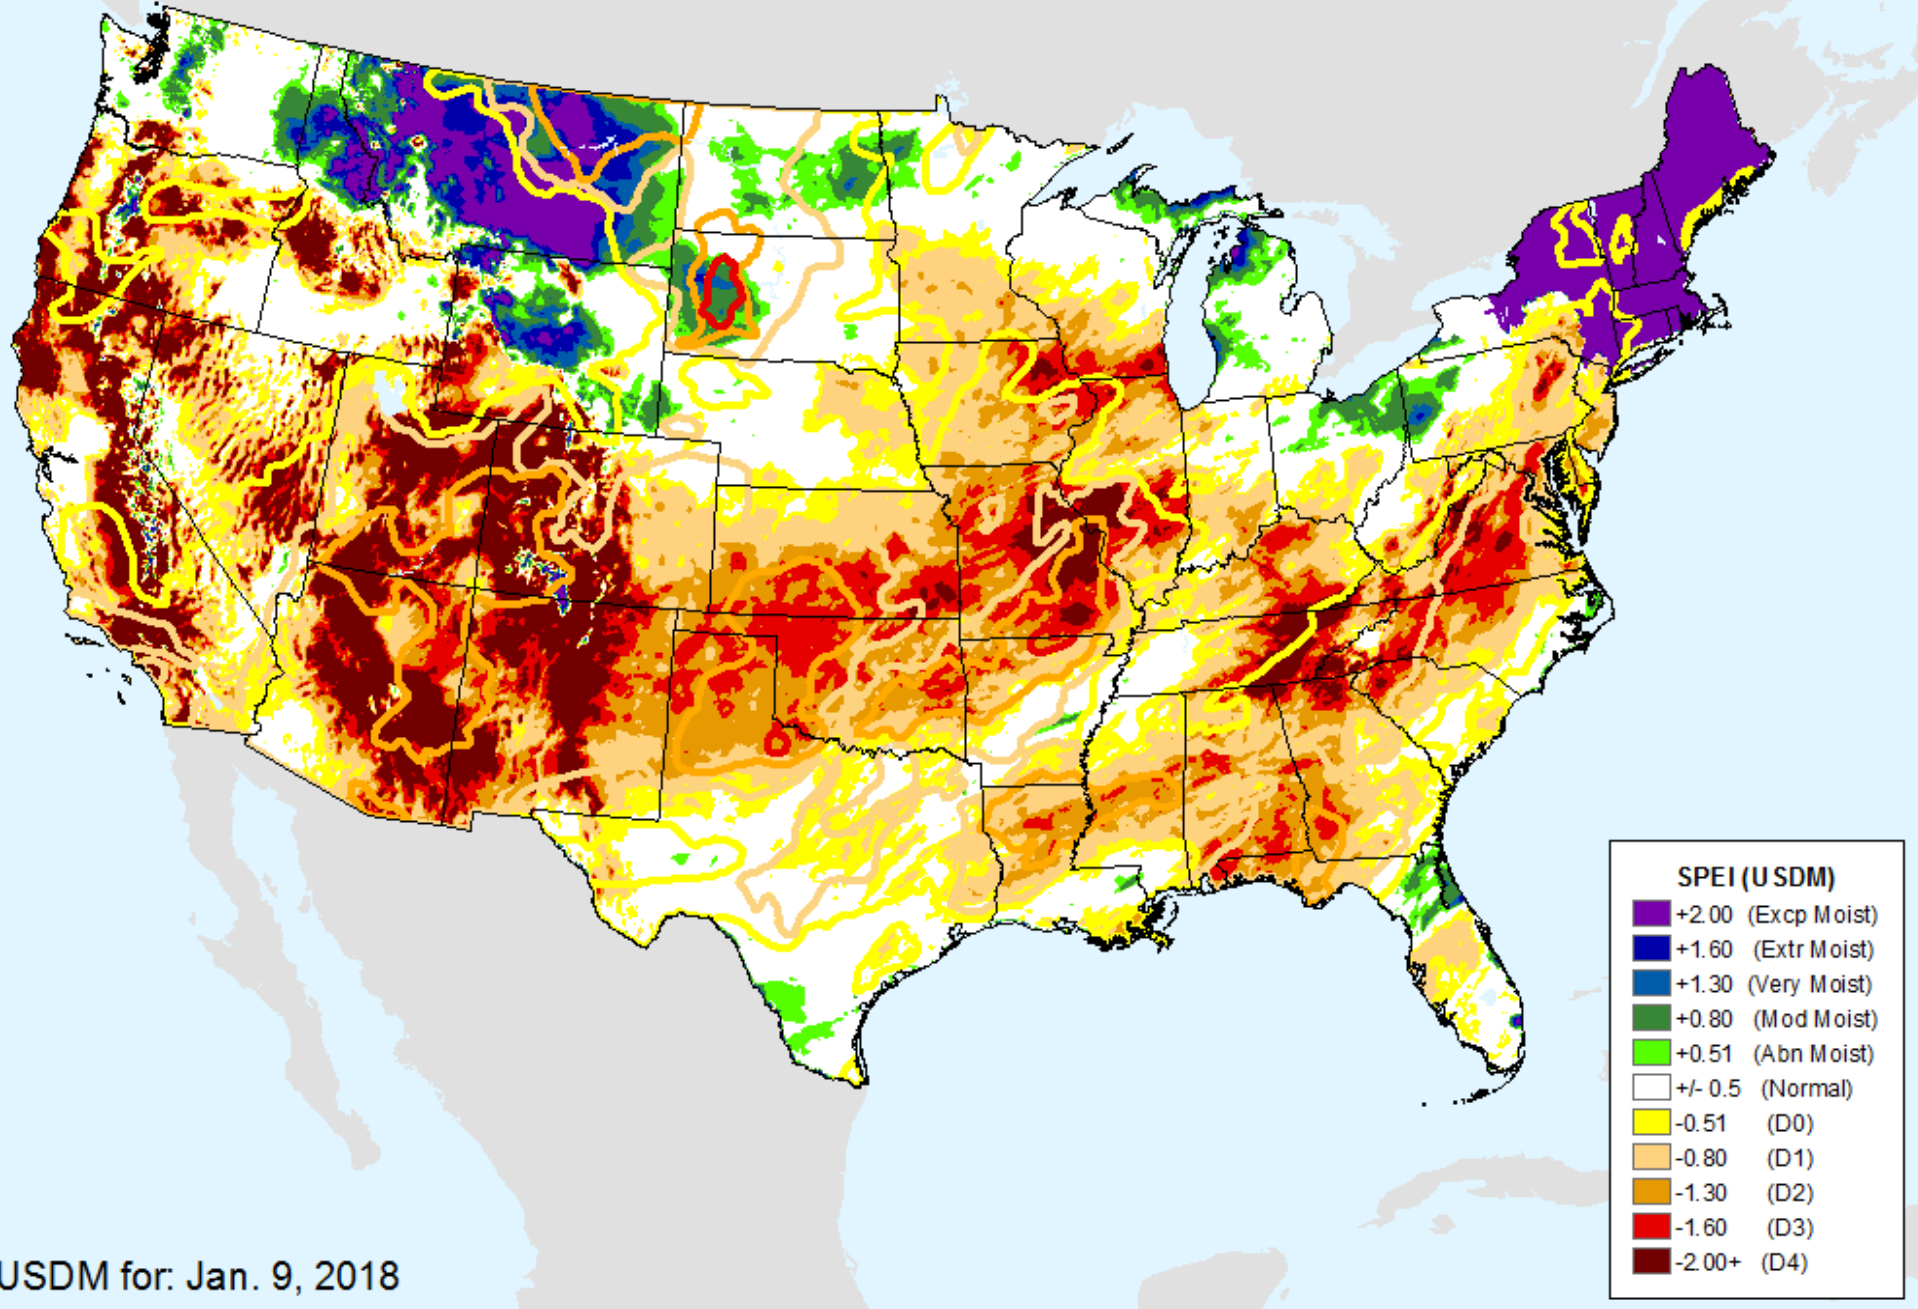 SPEI (USDM)
+2.00 (Excp Moist)
+1.60 (Extr Moist)
+1.30 (Very Moist)
+0.80 (Mod Moist)
+0.51 (Abn Moist)
+/- 0.5 (Normal)
-0.51 (D0)
-0.80 (D1)
-1.30 (D2)
-1.60 (D3)
-2.00+ (D4)
USDM for: Jan. 9, 2018